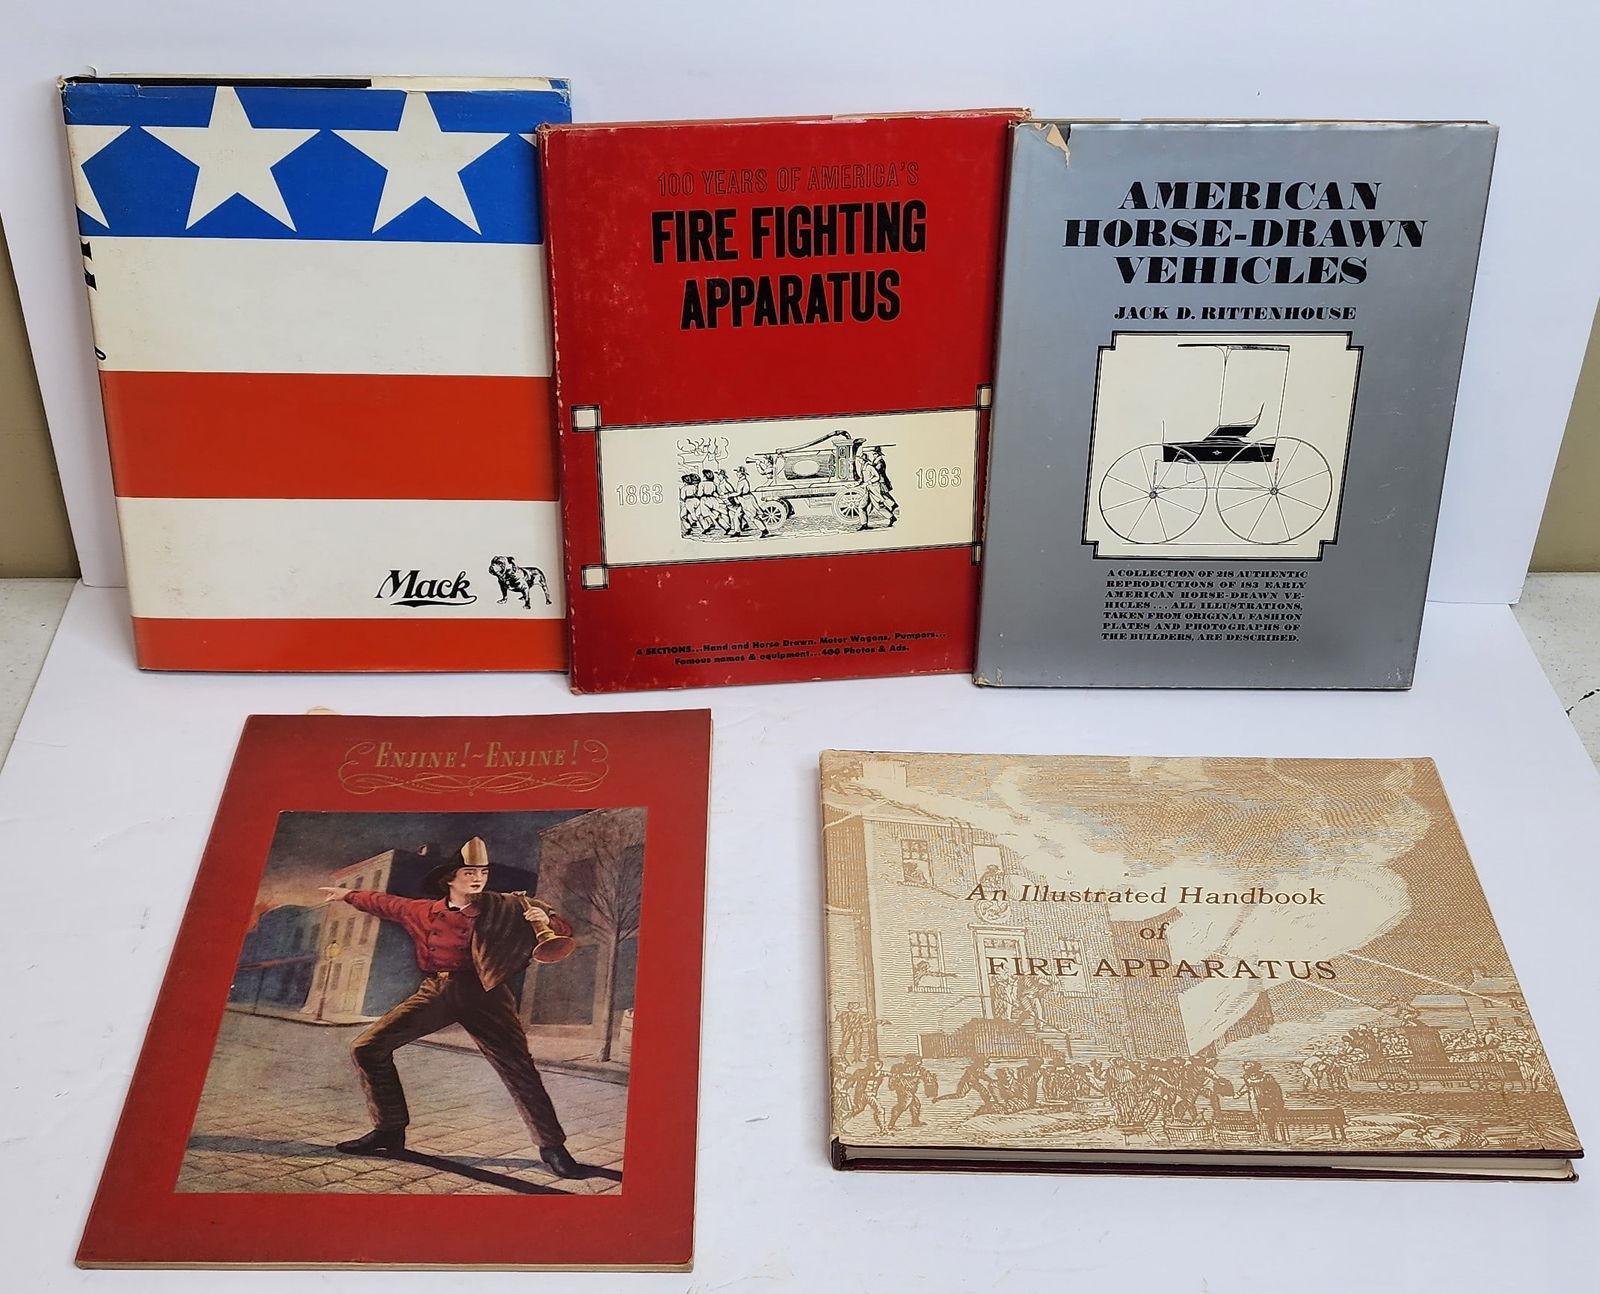 Mack
100 YEARS OF AMERICA'S
FIRE FIGHTING
APPARATUS
1863
1963
4 SECTIONS...Hand and Horse Drawn, Motor Wagons, Pumpers...
Famous names & equipment...400 Photos & Ads.
AMERICAN
HORSE-DRAWN
VEHICLES
JACK D. RITTENHOUSE
A COLLECTION OF 218 AUTHENTIC
REPRODUCTIONS OF 183 EARLY
AMERICAN HORSE-DRAWN VE-
HICLES ... ALL ILLUSTRATIONS,
TAKEN FROM ORIGINAL FASHION
PLATES AND PHOTOGRAPHS OF
THE BUILDERS, ARE DESCRIBED.
ENJINE!~ENJINE!
An Illustrated Handbook
of
FIRE APPARATUS